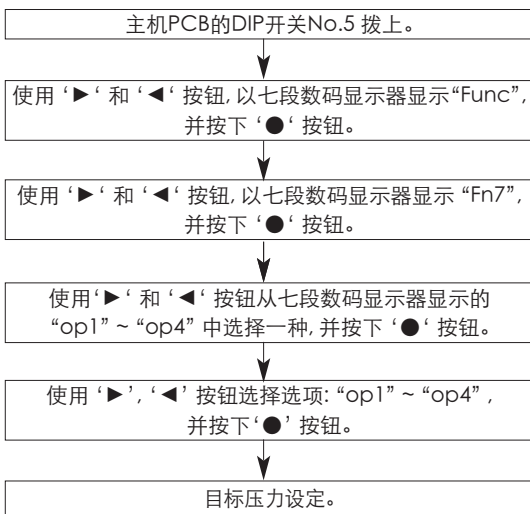 主机PCB的DIP开关No.5 拨上。
使用 ‘►‘ 和 ‘◄‘ 按钮, 以七段数码显示器显示“Func”,
并按下 ‘●‘ 按钮。
使用 ‘►‘ 和 ‘◄‘ 按钮, 以七段数码显示器显示 “Fn7”,
并按下 ‘●‘ 按钮。
使用‘►‘ 和 ‘◄‘ 按钮从七段数码显示器显示的
“op1” ~ “op4” 中选择一种, 并按下 ‘●‘ 按钮。
使用 ‘►’, ‘◄’ 按钮选择选项: “op1” ~ “op4” ,
并按下‘●’ 按钮。
目标压力设定。